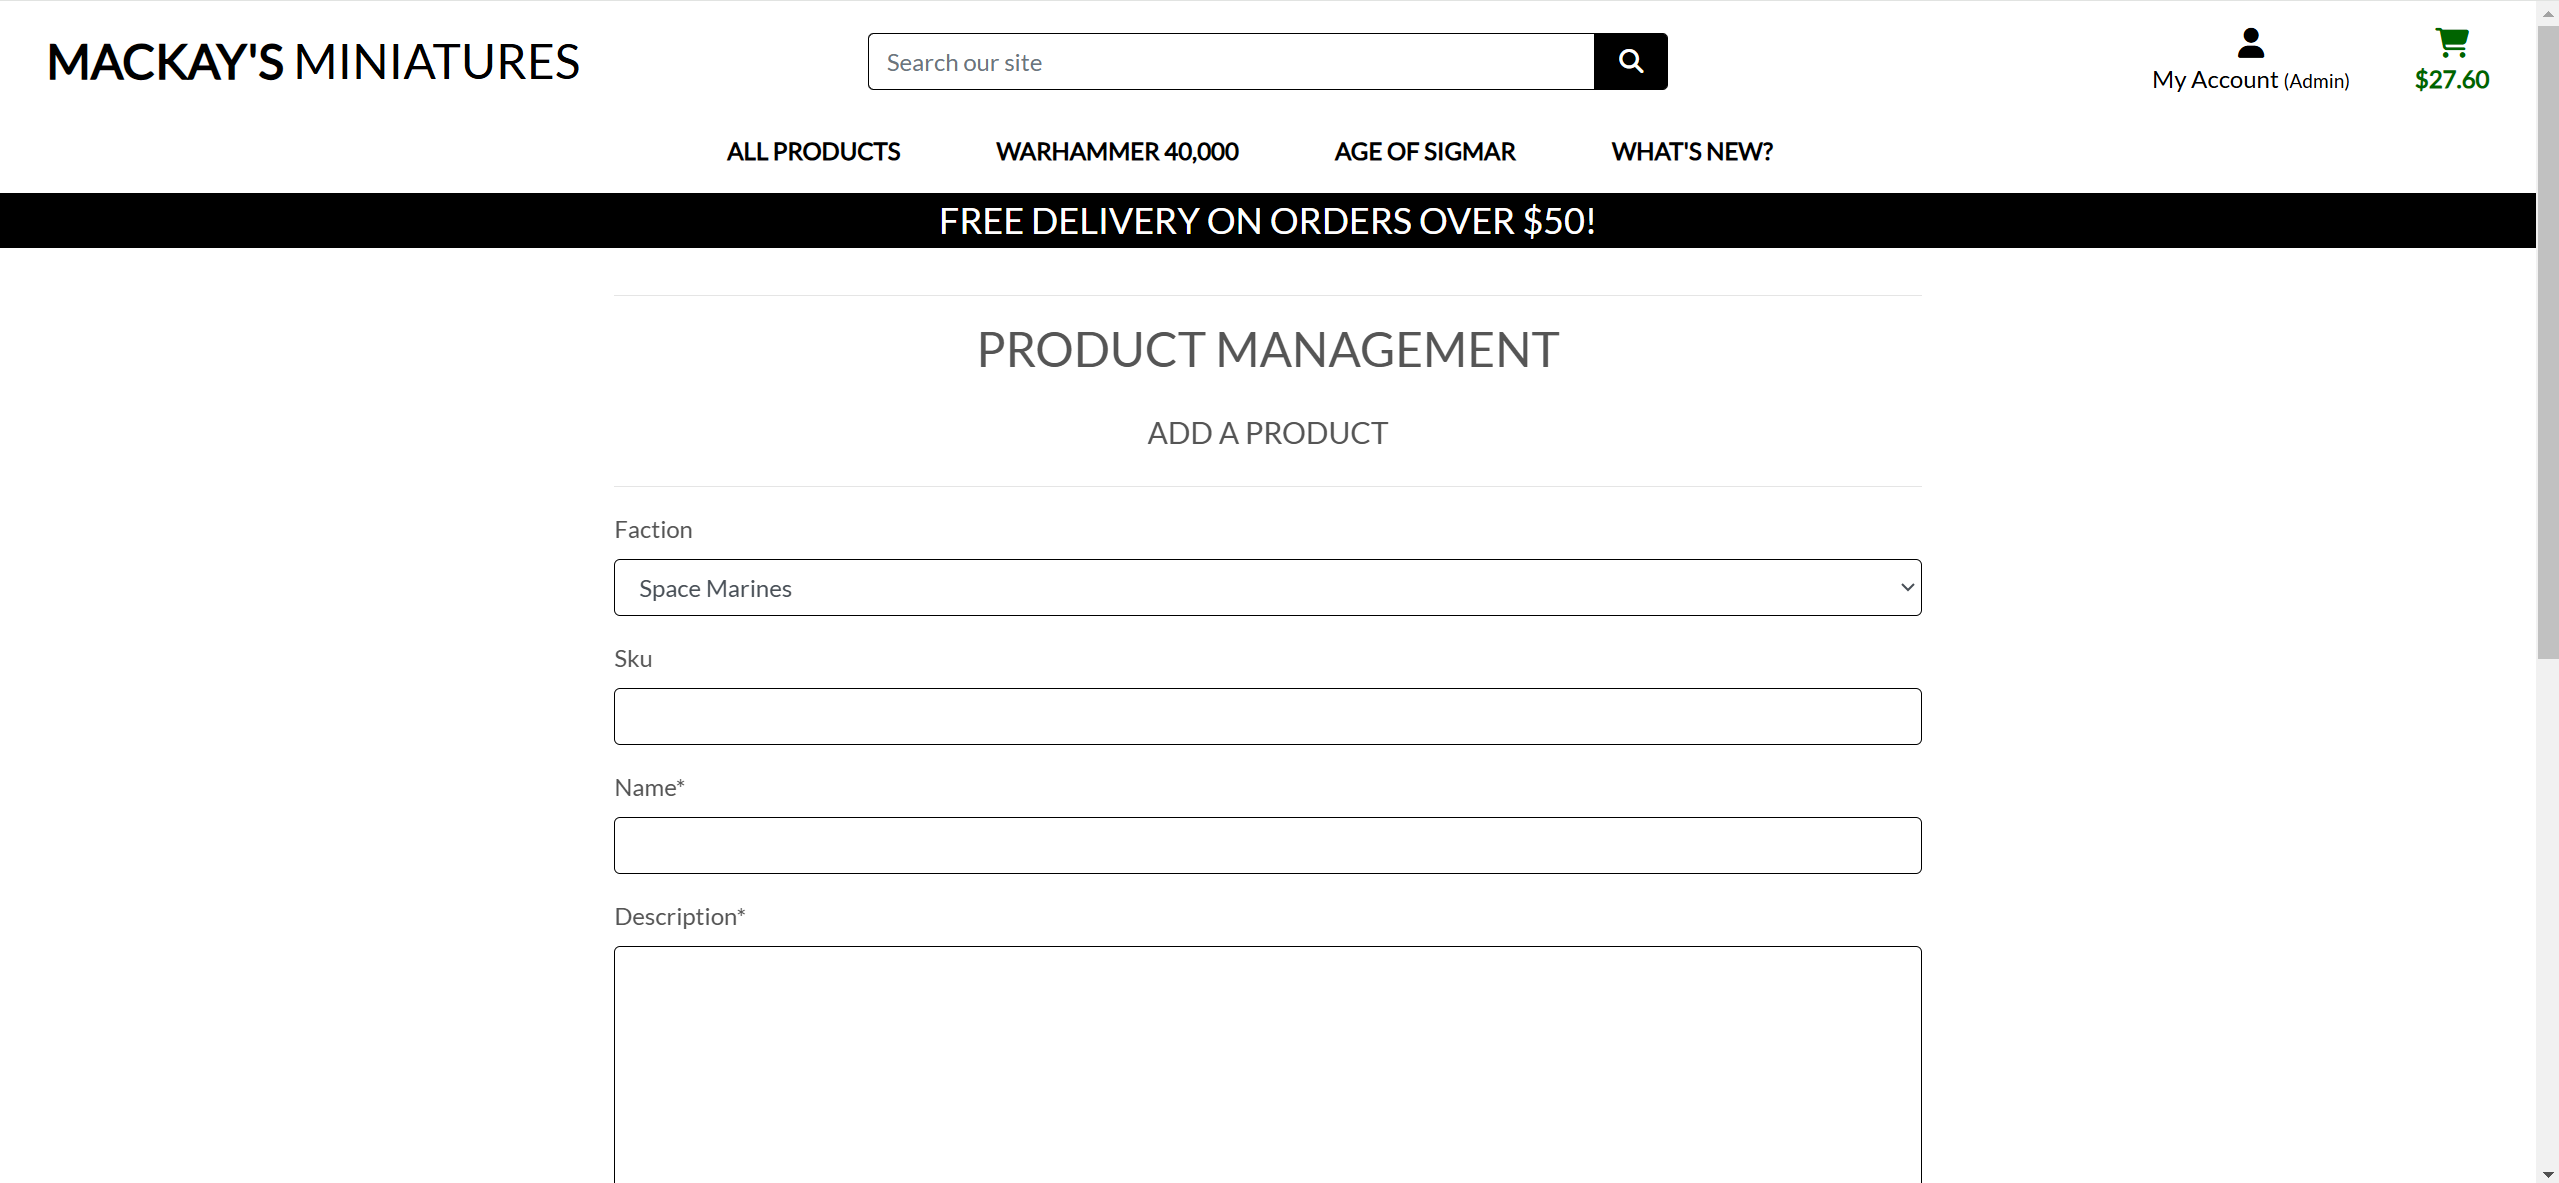 MACKAY'S MINIATURES
Search our site
My Account (Admin)
$27.60
ALL PRODUCTS
WARHAMMER 40,000
AGE OF SIGMAR
WHAT'S NEW?
FREE DELIVERY ON ORDERS OVER $50!
PRODUCT MANAGEMENT
ADD A PRODUCT
Faction
Space Marines
Sku
Name*
Description*